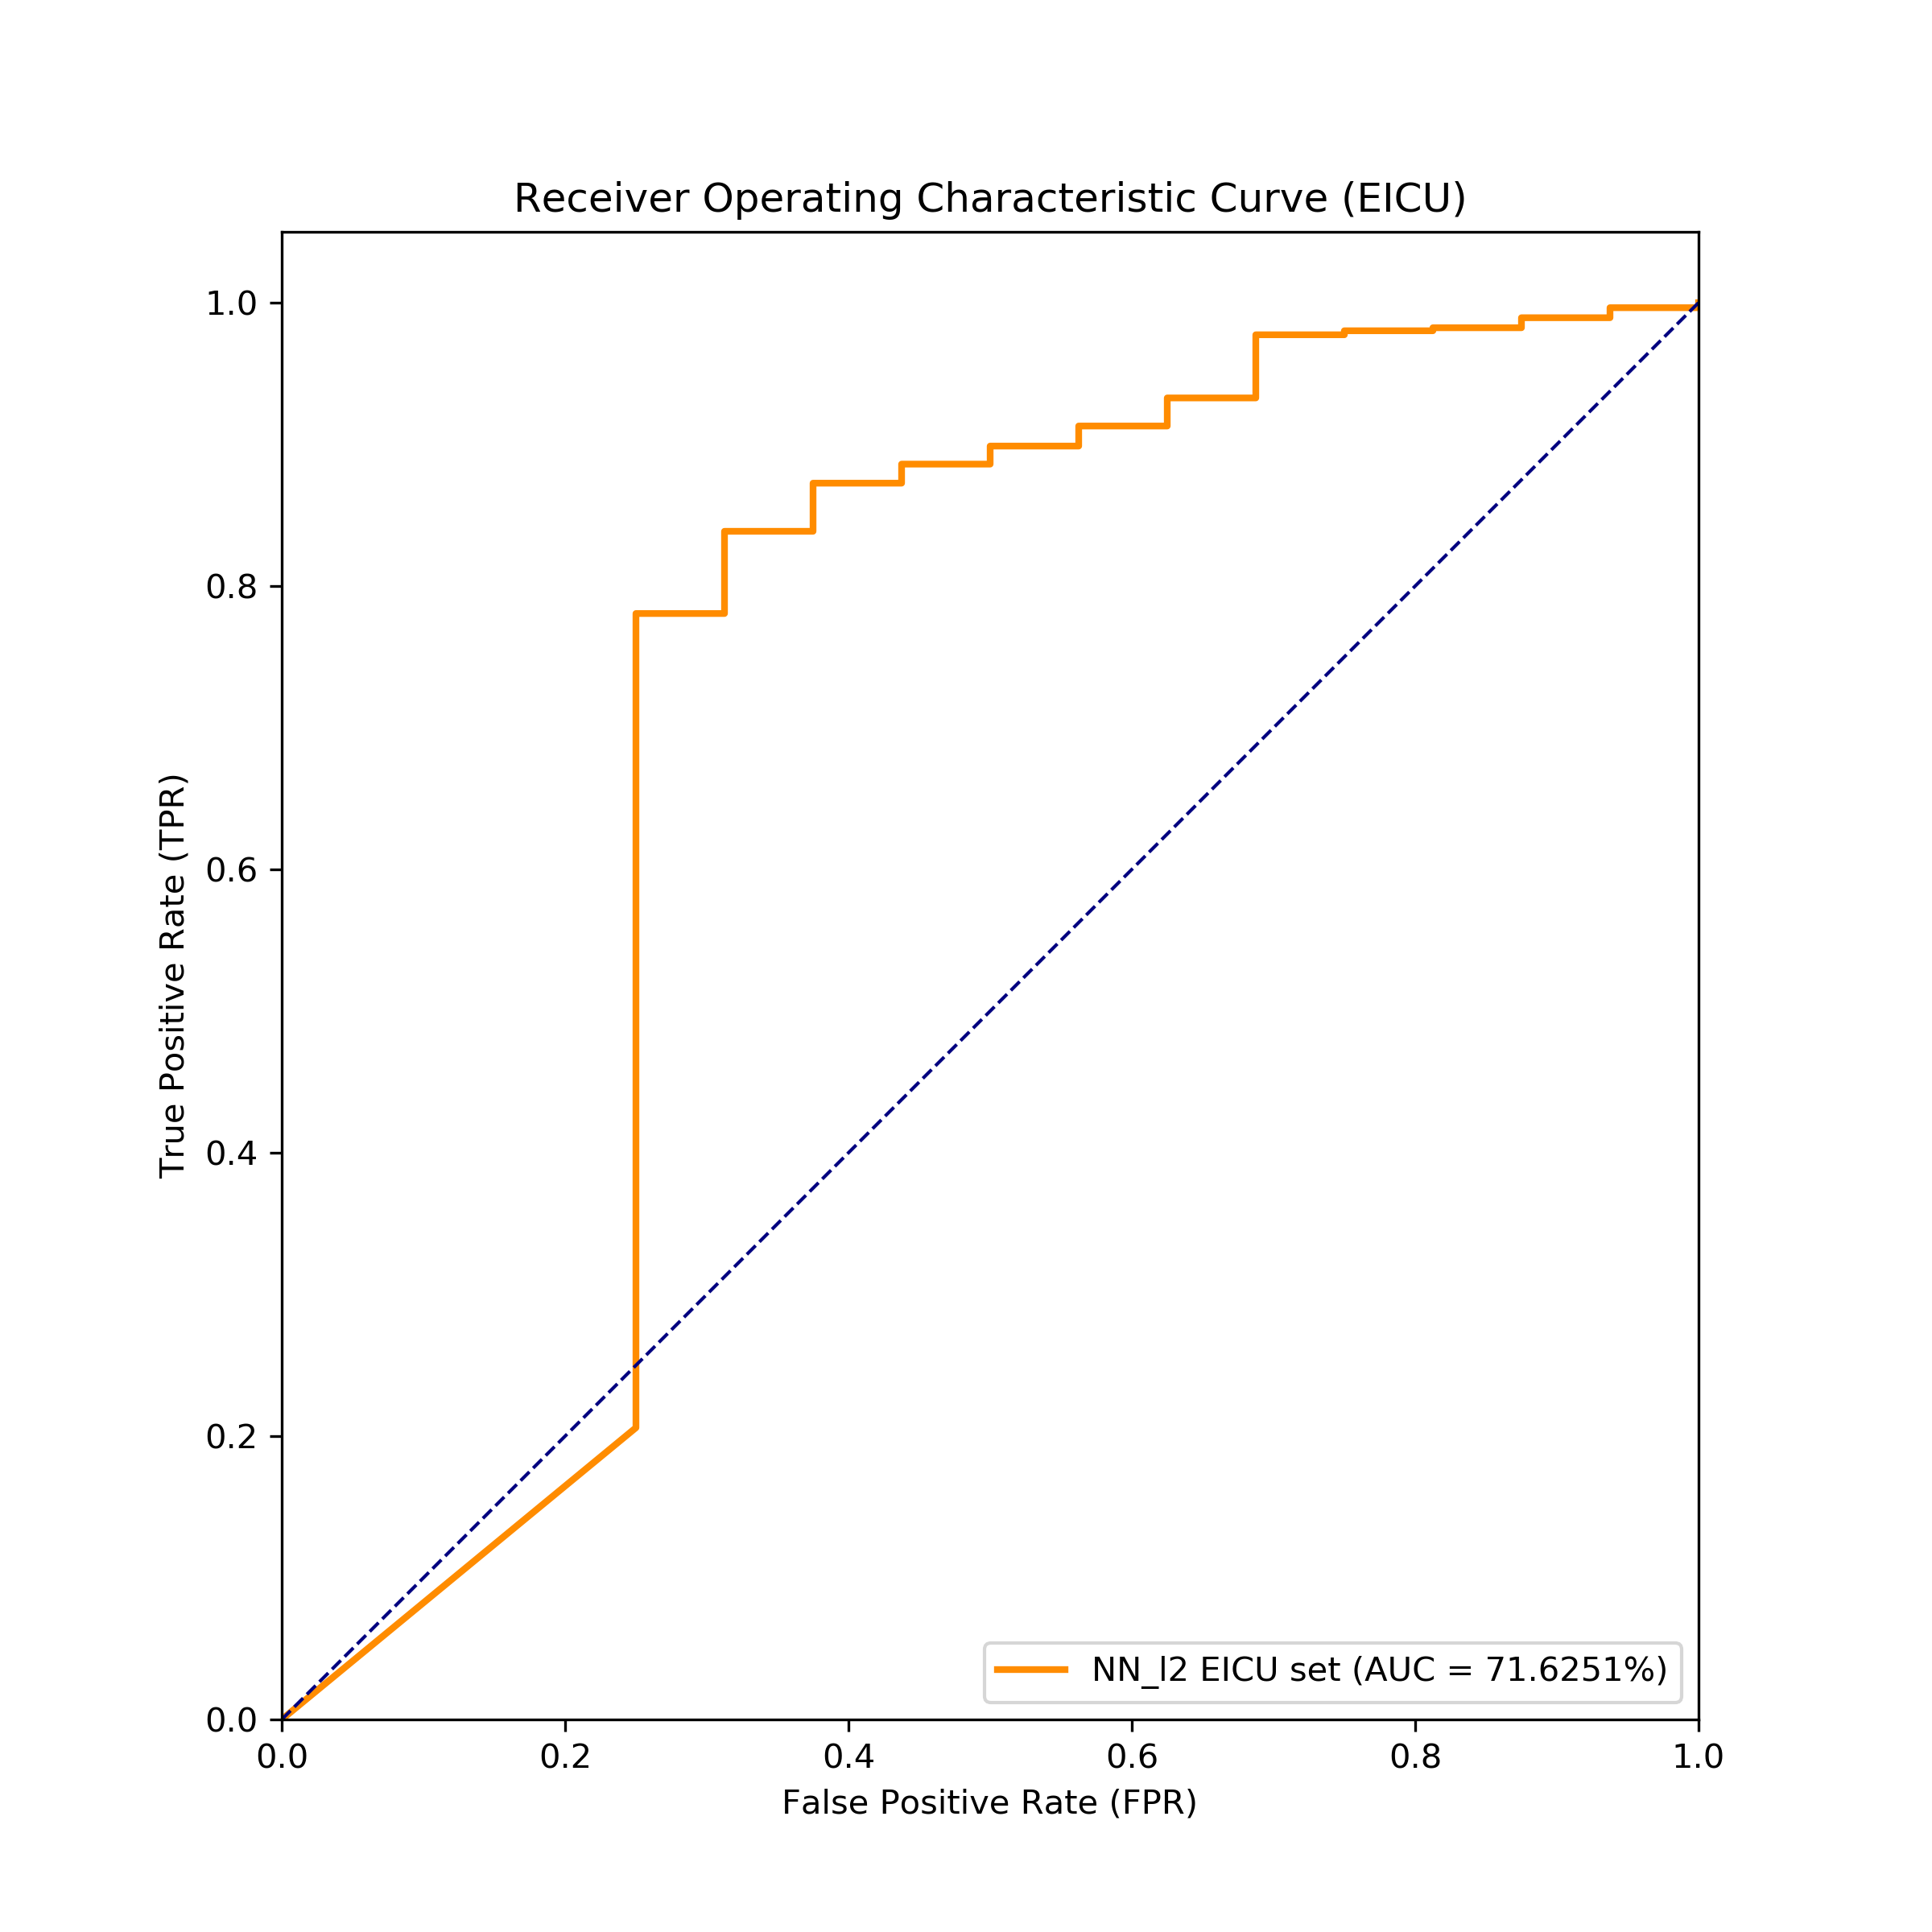 Receiver Operating Characteristic Curve (EICU)
1.0
0.8
0.6
0.4
0.2
0.0
True Positive Rate (TPR)
NN_l2 EICU set (AUC = 71.6251%)
0.0 0.2 0.4 0.6 0.8 1.0
False Positive Rate (FPR)